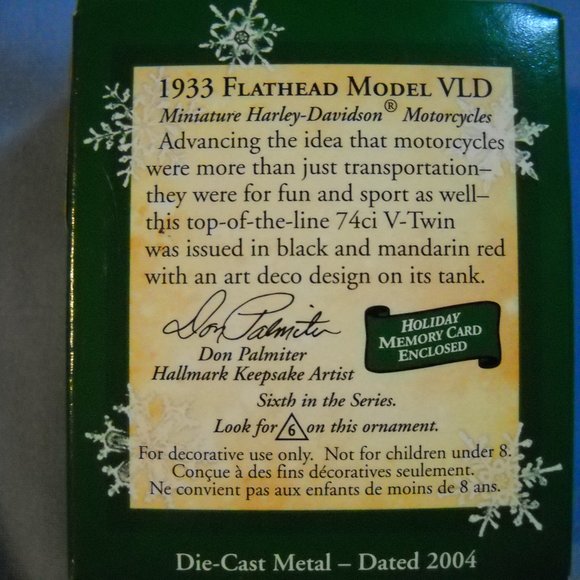 1933 FLATHEAD MODEL VLD
Miniature Harley-Davidson® Motorcycles
Advancing the idea that motorcycles
were more than just transportation–
they were for fun and sport as well–
this top-of-the-line 74ci V-Twin
was issued in black and mandarin red
with an art deco design on its tank.
Don Palmiter
Don Palmiter
Hallmark Keepsake Artist
HOLIDAY
MEMORY CARD
ENCLOSED
Sixth in the Series.
Look for 6 on this ornament.
For decorative use only. Not for children under 8.
Conçue à des fins décoratives seulement.
Ne convient pas aux enfants de moins de 8 ans.
Die-Cast Metal – Dated 2004